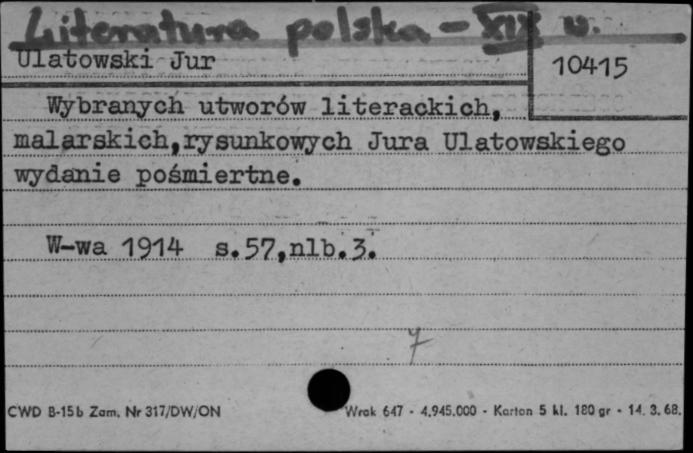 Literatura polska - XIX w.
Ulatowski Jur
10415
Wybranych utworów literackich,
malarskich,rysunkowych Jura Ulatowskiego
wydanie pośmiertne.
W-wa 1914 s.57,nlb.3.
7
CWD B-15b Zam. Nr 317/DW/ON Wrak 647 - 4.945.000 - Karton 5 kl. 180 gr - 14. 3. 68.